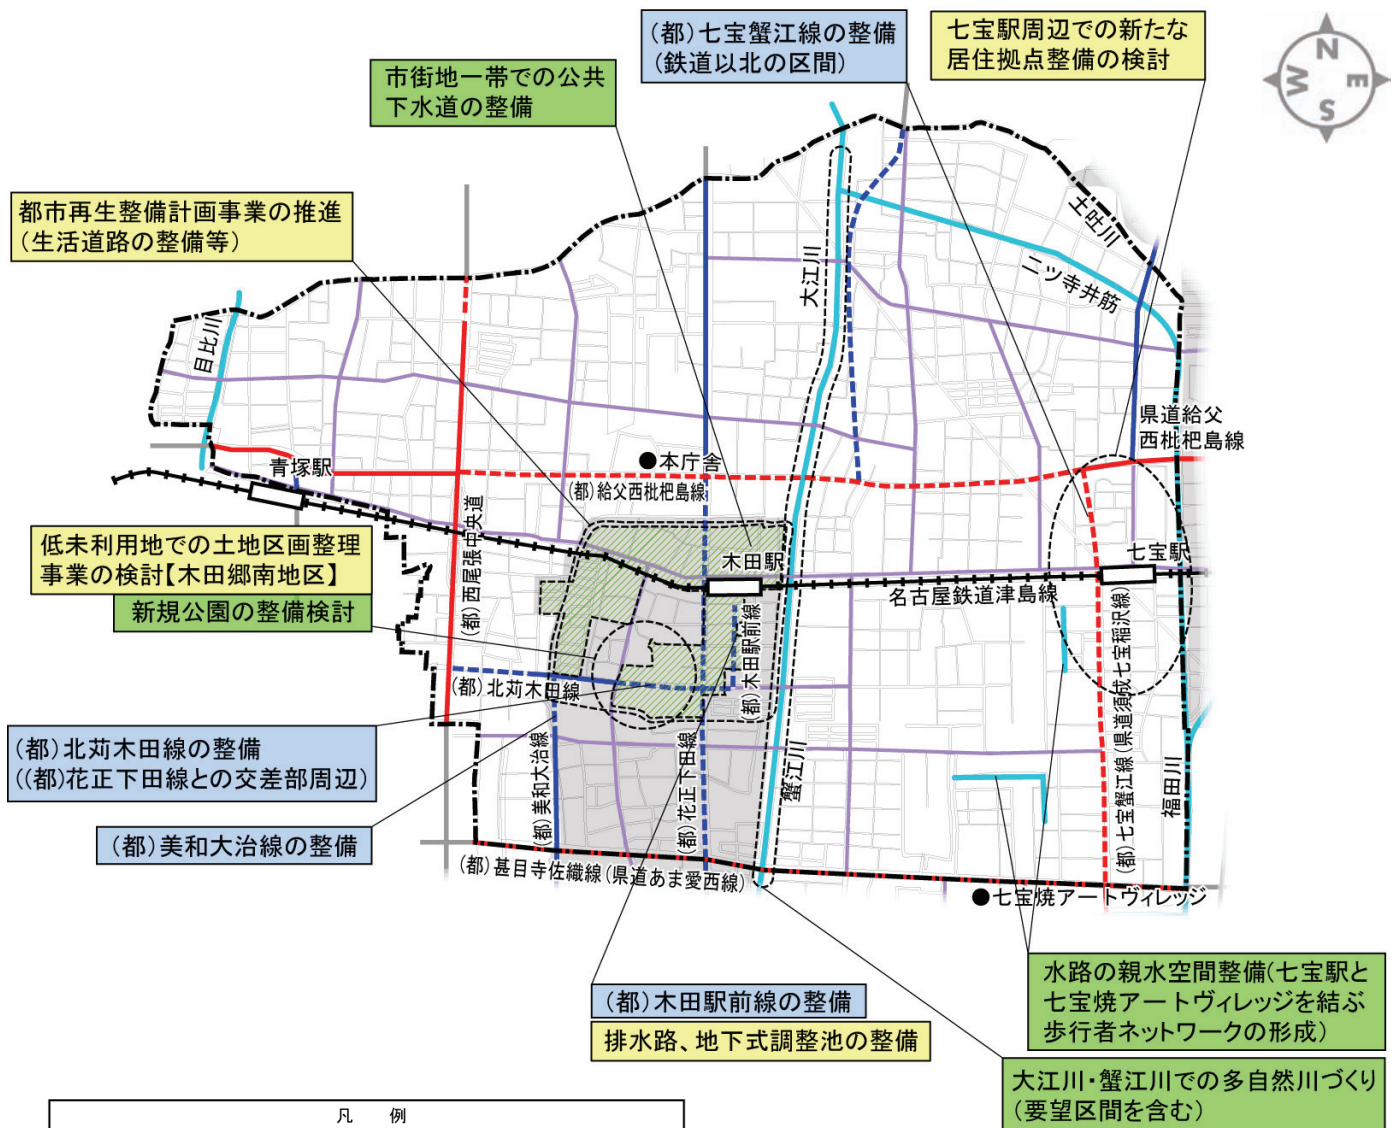 (都)七宝蟹江線の整備
(鉄道以北の区間)
七宝駅周辺での新たな
居住拠点整備の検討
N
W
E
S
市街地一帯での公共
下水道の整備
都市再生整備計画事業の推進
(生活道路の整備等)
土吐川
二ツ寺井筋
大江川
目比川
県道給父
西枇杷島線
青塚駅
●本庁舎
(都)給父西枇杷島線
低未利用地での土地区画整理
事業の検討【木田郷南地区】
新規公園の整備検討
(都)西尾張中央道
木田駅
七宝駅
名古屋鉄道津島線
(都)木田駅前線
(都)北苅木田線
(都)七宝蟹江線(県道須成七宝稲沢線)
(都)北苅木田線の整備
((都)花正下田線との交差部周辺)
(都)美和大治線
(都)花正下田線
蟹江川
福田川
(都)美和大治線の整備
(都)甚目寺佐織線(県道あま愛西線)
●七宝焼アートヴィレッジ
(都)木田駅前線の整備
排水路、地下式調整池の整備
水路の親水空間整備(七宝駅と
七宝焼アートヴィレッジを結ぶ
歩行者ネットワークの形成)
大江川・蟹江川での多自然川づくり
(要望区間を含む)
凡　例